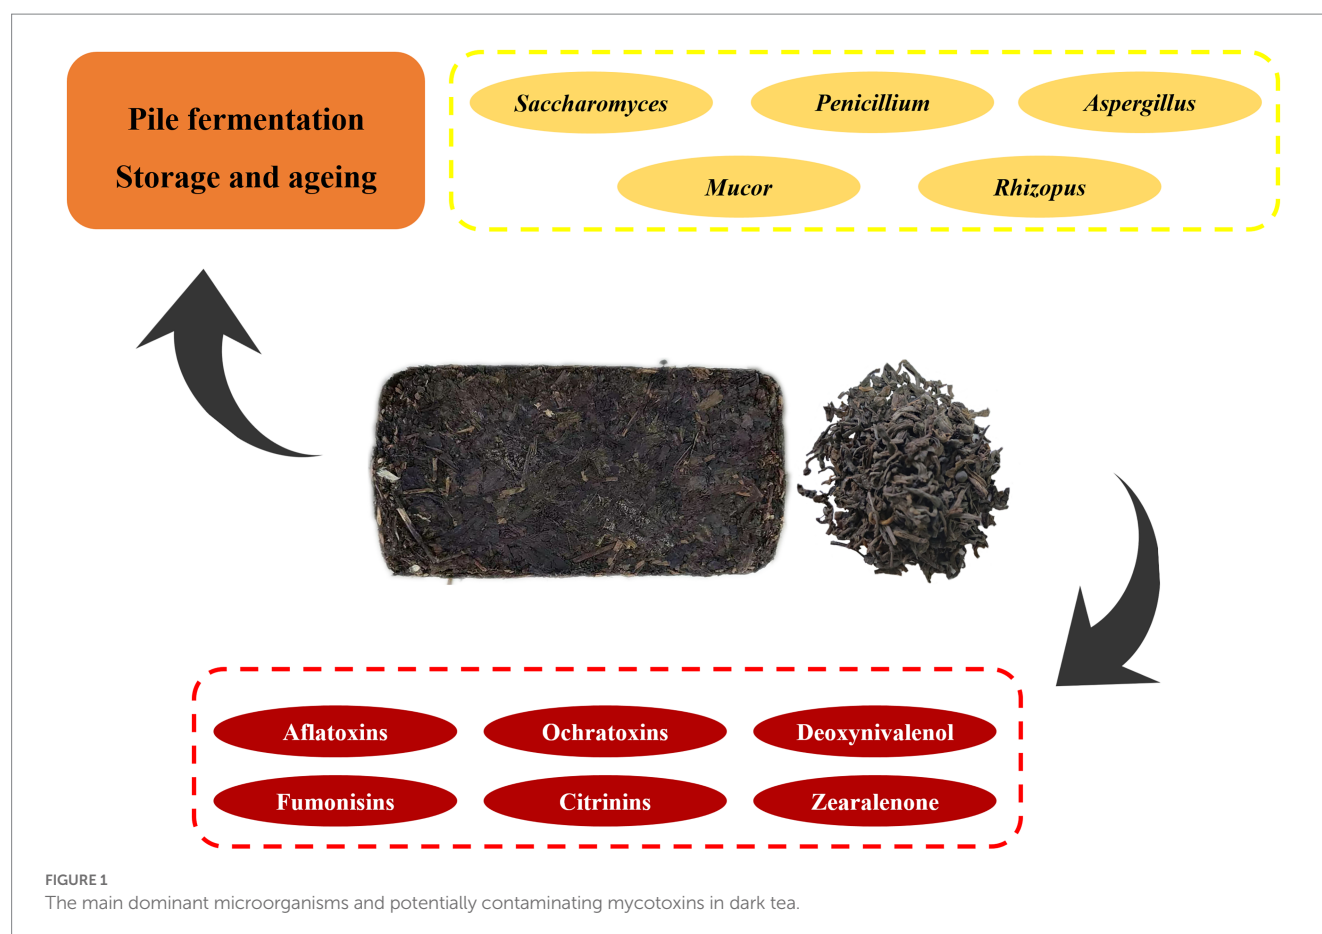 Pile fermentation
Storage and ageing
Saccharomyces
Penicillium
Aspergillus
Mucor
Rhizopus
Aflatoxins
Ochratoxins
Deoxynivalenol
Fumonisins
Citrinins
Zearalenone
FIGURE 1
The main dominant microorganisms and potentially contaminating mycotoxins in dark tea.